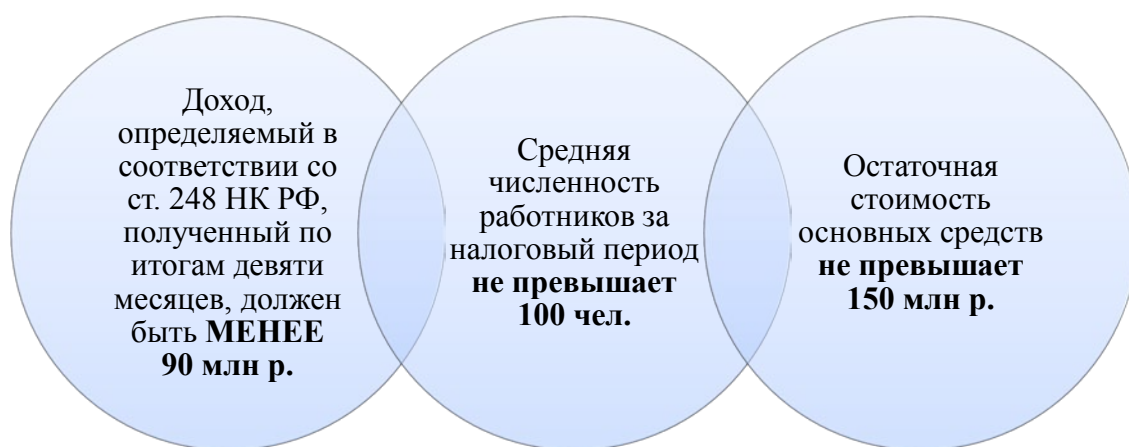 Доход,
определяемый в
соответствии со
ст. 248 НК РФ,
полученный по
итогам девяти
месяцев, должен
быть МЕНЕЕ
90 млн р.
Средняя
численность
работников за
налоговый период
не превышает
100 чел.
Остаточная
стоимость
основных средств
не превышает
150 млн р.